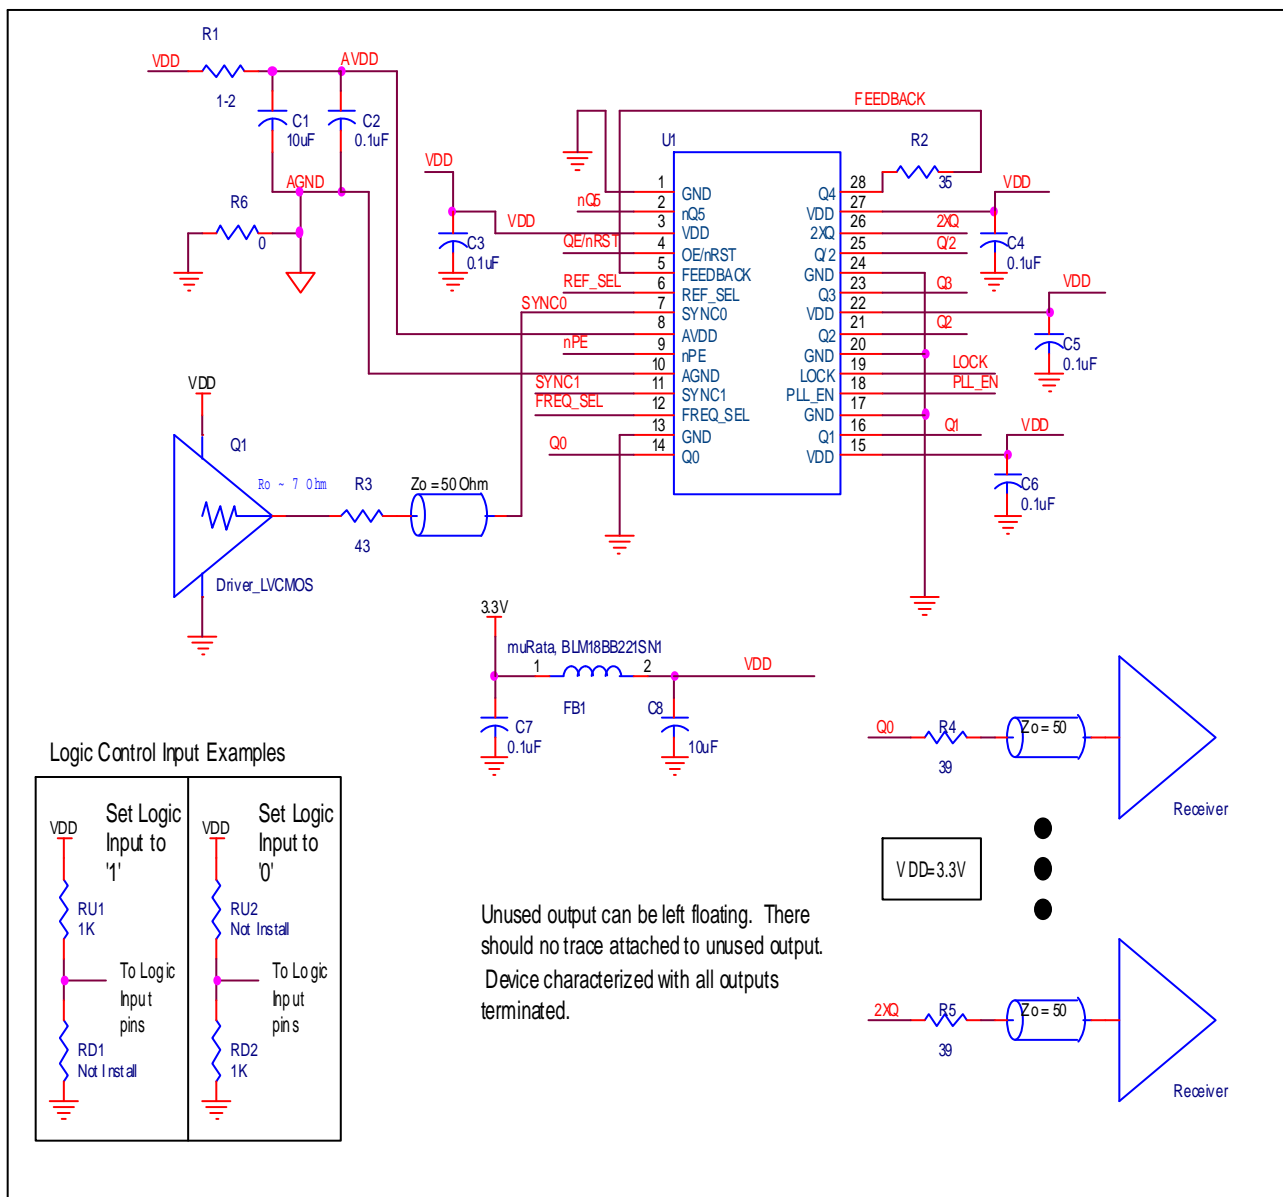 R1
VDD
AVDD
1-2
C1
10uF
C2
0.1uF
AGND
R6
0
VDD
VDD
C3
0.1uF
FEEDBACK
U1
R2
35
nQ5
QE/nRST
REF_SEL
SYNC0
nPE
SYNC1
FREQ_SEL
Q0
1 GND
2 nQ5
3 VDD
4 OE/nRST
5 FEEDBACK
6 REF_SEL
7 SYNC0
8 AVDD
9 nPE
10 AGND
11 SYNC1
12 FREQ_SEL
13 GND
14 Q0
Q4 28
VDD 27
2XQ 26
Q/2 25
GND 24
Q3 23
VDD 22
Q2 21
GND 20
LOCK 19
PLL_EN 18
GND 17
Q1 16
VDD 15
VDD
2XQ
Q/2
C4
0.1uF
Q3
VDD
Q2
C5
0.1uF
LOCK
PLL_EN
Q1
VDD
C6
0.1uF
VDD
Q1
Ro ~ 7 Ohm
R3
43
Zo = 50 Ohm
Driver_LVCMOS
3.3V
muRata, BLM18BB221SN1
1
2
VDD
FB1
C7
0.1uF
C8
10uF
Q0
R4
39
Zo = 50
Receiver
VDD=3.3V
2XQ
R5
39
Zo = 50
Receiver
Logic Control Input Examples
VDD
Set Logic
Input to
'1'
RU1
1K
To Logic
Input
pins
RD1
Not Install
VDD
Set Logic
Input to
'0'
RU2
Not Install
To Logic
Input
pins
RD2
1K
Unused output can be left floating. There
should no trace attached to unused output.
Device characterized with all outputs
terminated.